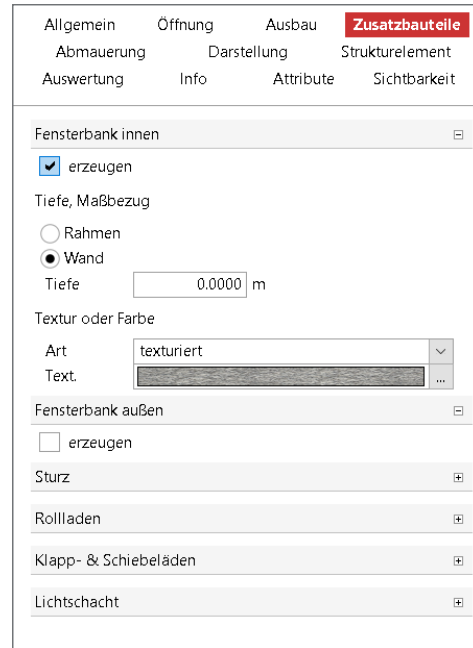 Allgemein Öffnung Ausbau Zusatzbauteile
Abmauerung Darstellung Strukturelement
Auswertung Info Attribute Sichtbarkeit
Fensterbank innen
erzeugen
Tiefe, Maßbezug
Rahmen
Wand
Tiefe 0.0000 m
Textur oder Farbe
Art texturiert
Text. ...
Fensterbank außen
erzeugen
Sturz
Rollladen
Klapp- & Schiebeläden
Lichtschacht